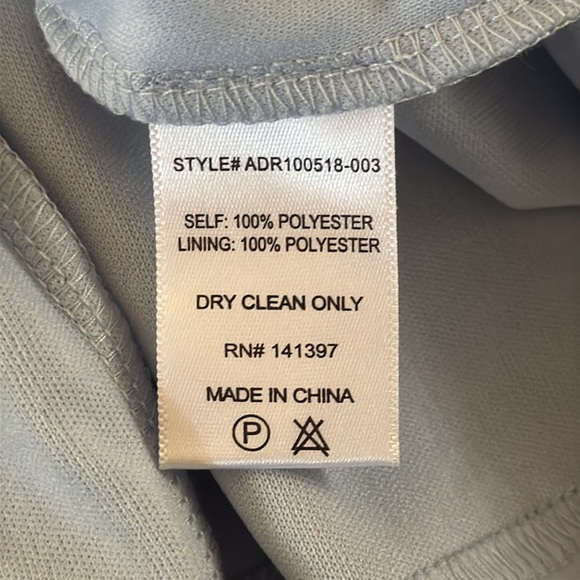 STYLE# ADR100518-003
SELF: 100% POLYESTER
LINING: 100% POLYESTER
DRY CLEAN ONLY
RN# 141397
MADE IN CHINA
P